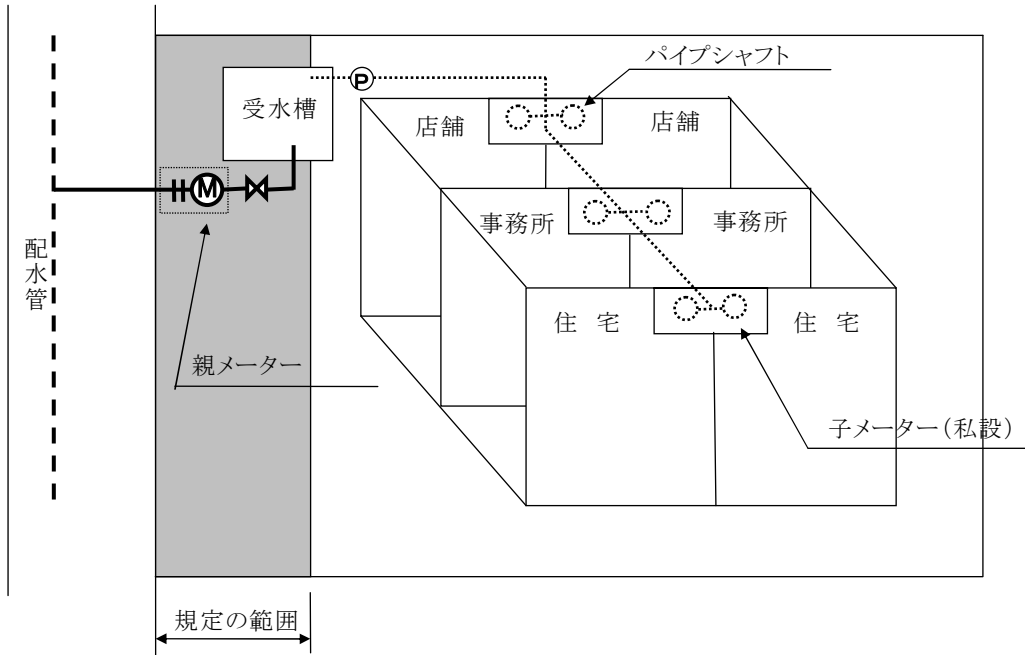 パイプシャフト
受水槽
P
店舗
店舗
M
事務所
事務所
配水管
住 宅
住 宅
親メーター
子メーター(私設)
規定の範囲